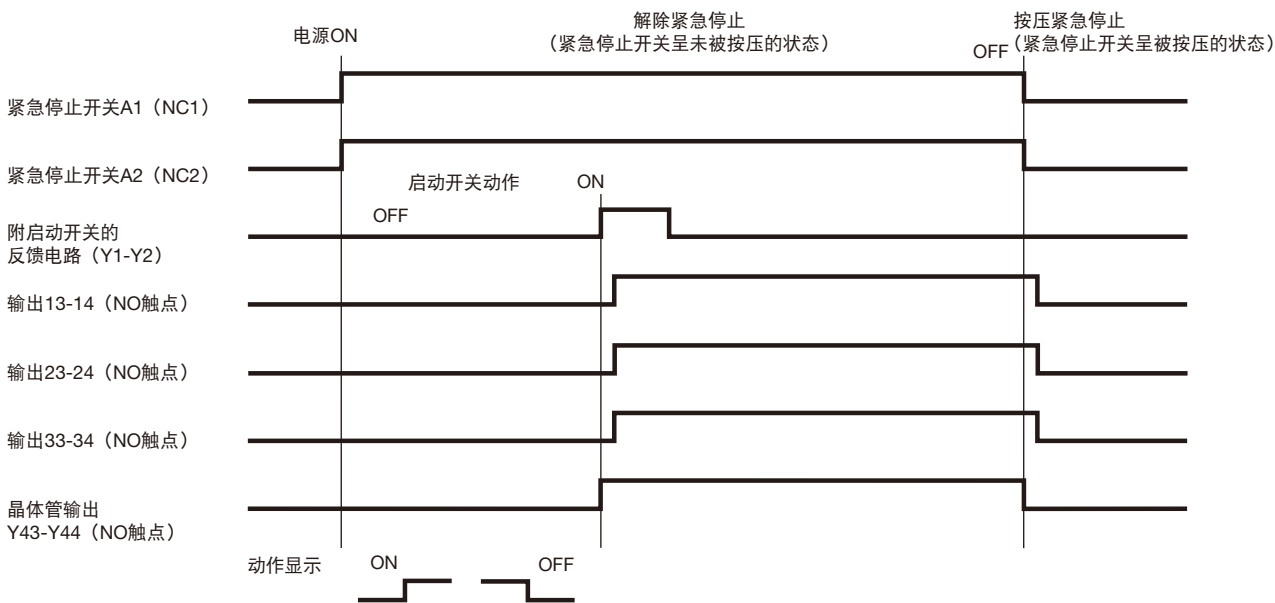 电源ON
解除紧急停止
（紧急停止开关呈未被按压的状态）
按压紧急停止
OFF
（紧急停止开关呈被按压的状态）
紧急停止开关A1（NC1）
紧急停止开关A2（NC2）
启动开关动作
ON
OFF
附启动开关的
反馈电路（Y1-Y2）
输出13-14（NO触点）
输出23-24（NO触点）
输出33-34（NO触点）
晶体管输出
Y43-Y44（NO触点）
动作显示
ON
OFF